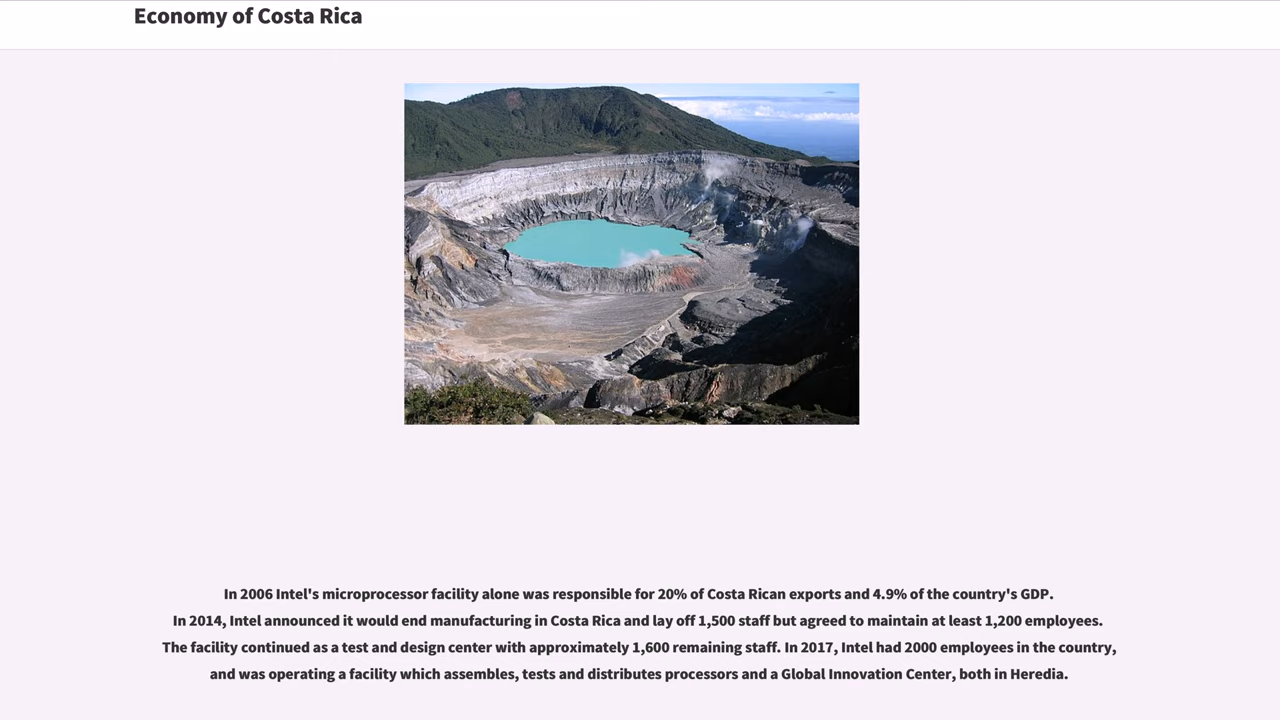 Economy of Costa Rica
In 2006 Intel's microprocessor facility alone was responsible for 20% of Costa Rican exports and 4.9% of the country's GDP.
In 2014, Intel announced it would end manufacturing in Costa Rica and lay off 1,500 staff but agreed to maintain at least 1,200 employees.
The facility continued as a test and design center with approximately 1,600 remaining staff. In 2017, Intel had 2000 employees in the country,
and was operating a facility which assembles, tests and distributes processors and a Global Innovation Center, both in Heredia.